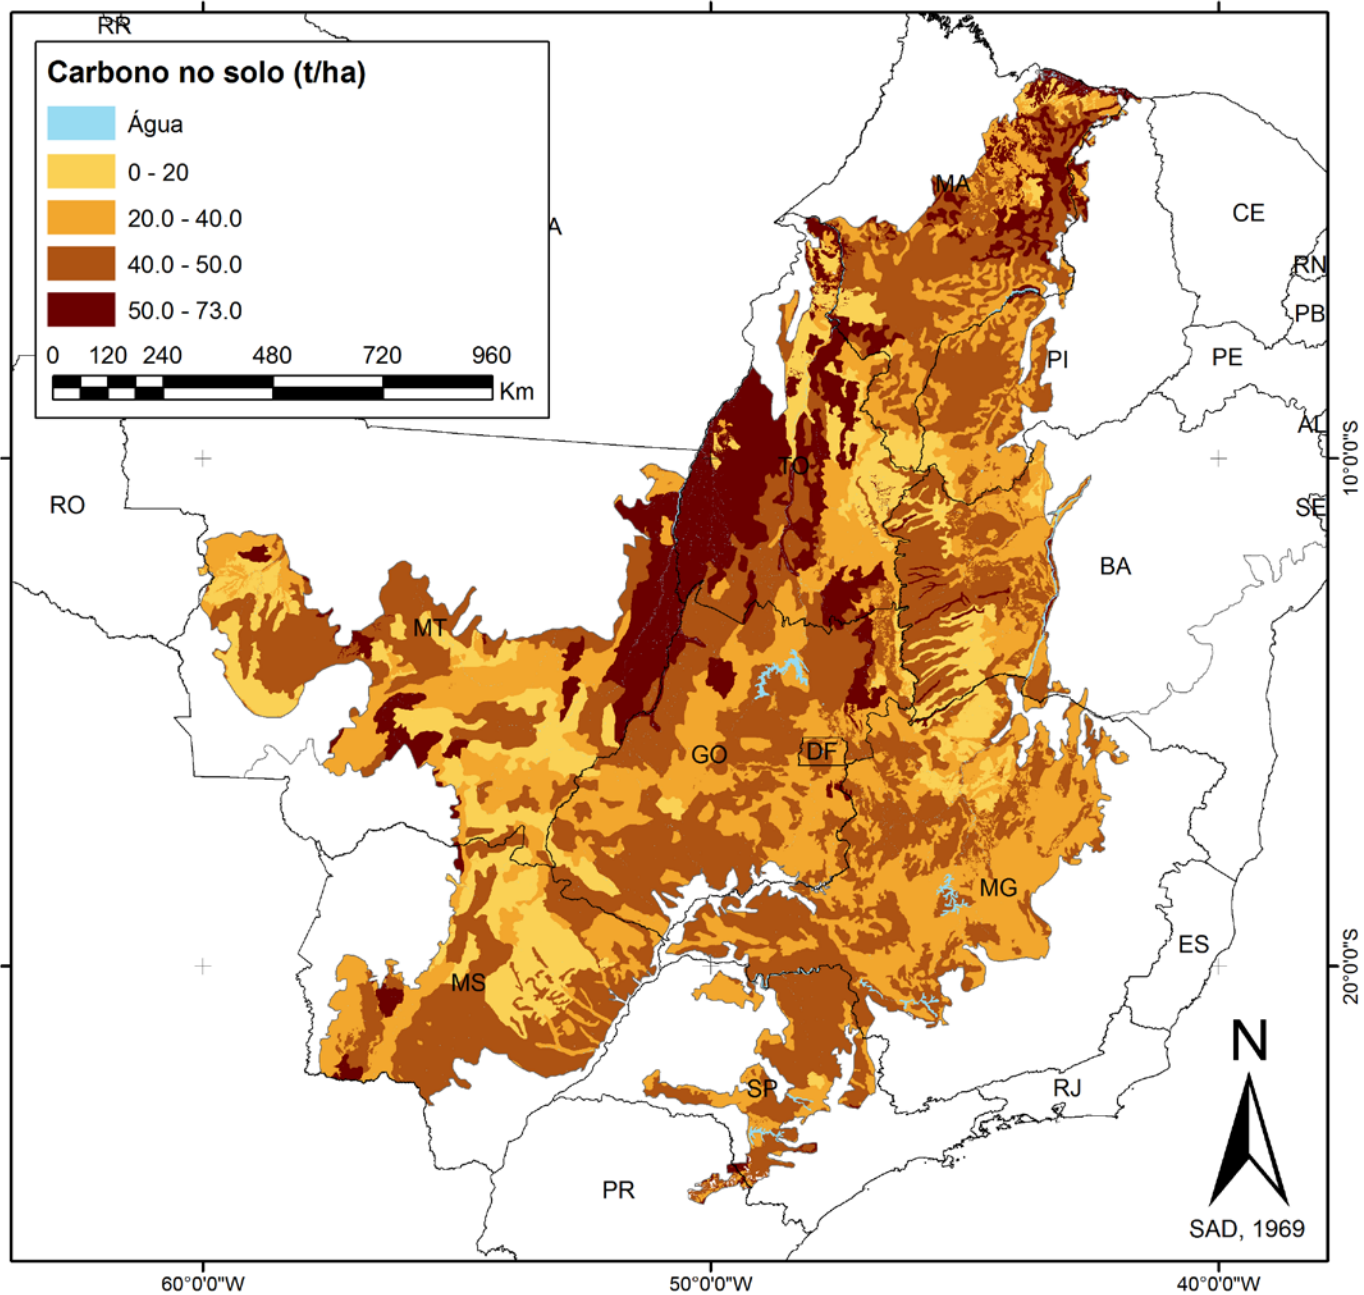 RR
Carbono no solo (t/ha)
Água
0 - 20
20.0 - 40.0
40.0 - 50.0
50.0 - 73.0
0 120 240 480 720 960
Km
A
MA
CE
RN
PB
PI
PE
AL
10°0'0"S
TO
RO
SE
BA
MT
GO
DF
MG
ES
MS
20°0'0"S
N
SP
RJ
PR
SAD, 1969
60°0'0"W 50°0'0"W 40°0'0"W